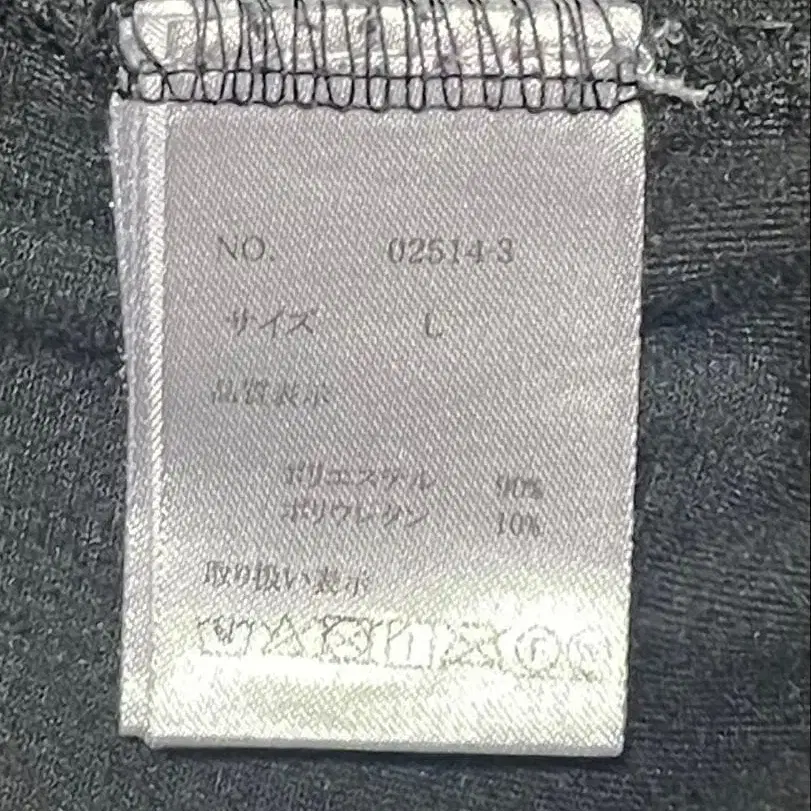 NO. 02514-3
サイズ L
品質表示
ポリエステル 90%
ポリウレタン 10%
取り扱い表示